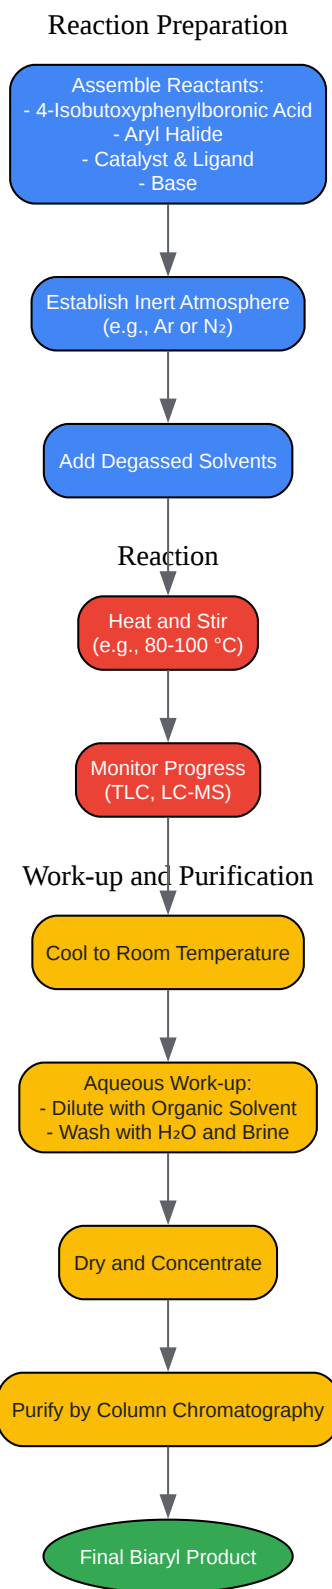 Reaction Preparation
Assemble Reactants:
- 4-Isobutoxyphenylboronic Acid
- Aryl Halide
- Catalyst & Ligand
- Base
Establish Inert Atmosphere
(e.g., Ar or N₂)
Add Degassed Solvents
Reaction
Heat and Stir
(e.g., 80-100 °C)
Monitor Progress
(TLC, LC-MS)
Work-up and Purification
Cool to Room Temperature
Aqueous Work-up:
- Dilute with Organic Solvent
- Wash with H₂O and Brine
Dry and Concentrate
Purify by Column Chromatography
Final Biaryl Product